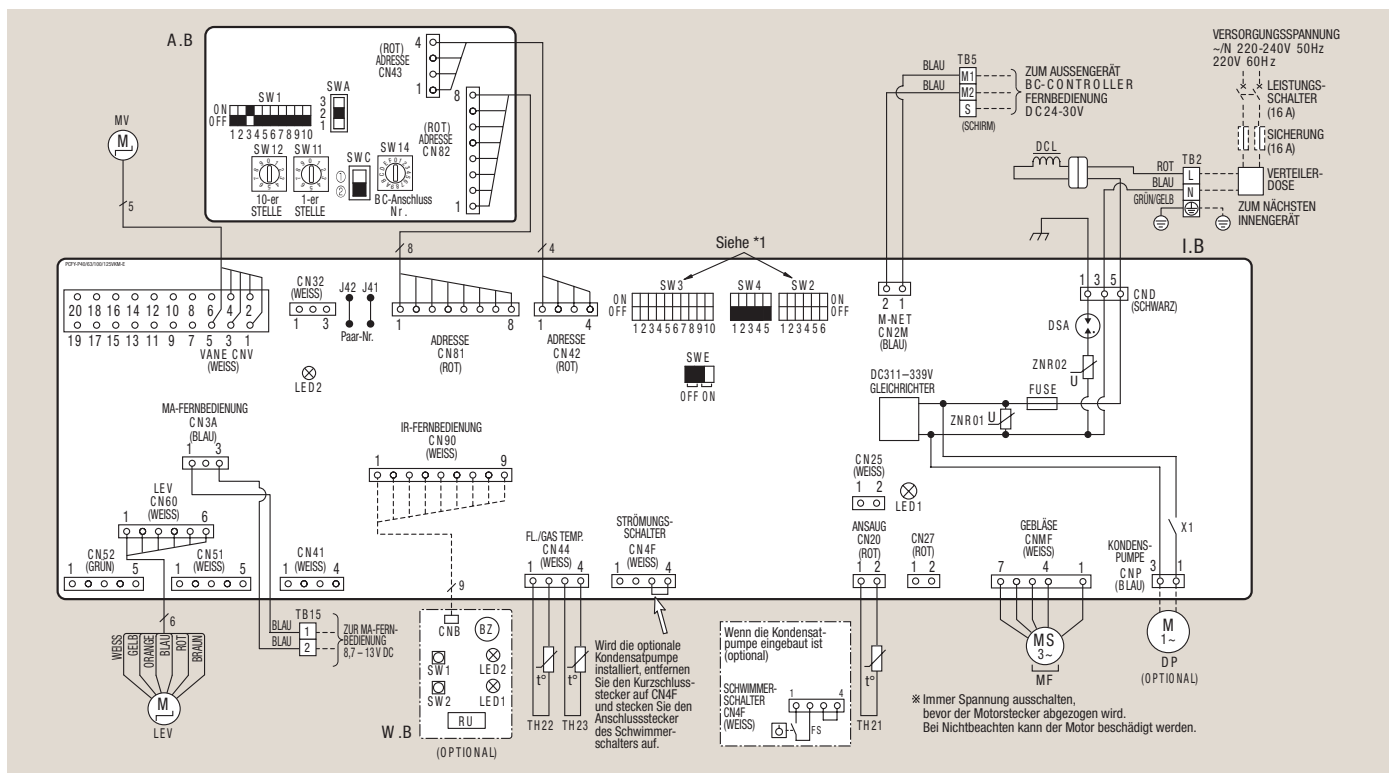 A.B
(ROT)
ADRESSE
CN43
4
1
SWA
3
2
1
SW1
ON
OFF
1 2 3 4 5 6 7 8 9 10
SW12
SW11
SWC
SW14
10-er
STELLE
1-er
STELLE
①
②
BC-Anschluss
Nr.
8
(ROT)
ADRESSE
CN82
1
MV
M
5
8
4
BLAU
BLAU
TB5
M1
M2
S
(SCHIRM)
ZUM AUSSENGERÄT
BC-CONTROLLER
FERNBEDIENUNG
DC24-30V
VERSORGUNGSSPANNUNG
~/N 220-240V 50Hz
220V 60Hz
LEISTUNGS-
SCHALTER
(16 A)
SICHERUNG
(16 A)
DCL
ROT
BLAU
GRÜN/GELB
TB2
L
N
VERTEILER-
DOSE
ZUM NÄCHSTEN
INNENGERÄT
I.B
Siehe *1
PCFY-P40/63/100/125VKM-E
20 18 16 14 12 10 8 6 4 2
19 17 15 13 11 9 7 5 3 1
VANE CNV
(WEISS)
CN32
(WEISS)
1 3
J42 J41
Paar-Nr.
LED2
1 8
ADRESSE
CN81
(ROT)
1 4
ADRESSE
CN42
(ROT)
SW3
ON
OFF
1 2 3 4 5 6 7 8 9 10
SW4
1 2 3 4 5
SW2
ON
OFF
1 2 3 4 5 6
SWE
OFF ON
2 1
M-NET
CN2M
(BLAU)
1 3 5
CND
(SCHWARZ)
DSA
ZNR02
U
DC311–339V
GLEICHRICHTER
FUSE
ZNR01
U
MA-FERNBEDIENUNG
CN3A
(BLAU)
1 3
IR-FERNBEDIENUNG
CN90
(WEISS)
1 9
LEV
CN60
(WEISS)
1 6
CN52
(GRÜN)
1 5
CN51
(WEISS)
1 5
CN41
(WEISS)
1 4
FL./GAS TEMP.
CN44
(WEISS)
1 4
STRÖMUNGS-
SCHALTER
CN4F
(WEISS)
1 4
CN25
(WEISS)
1 2
LED1
ANSAUG
CN20
(ROT)
1 2
CN27
(ROT)
1 2
GEBLÄSE
CNMF
(WEISS)
7 4 1
X1
KONDENS-
PUMPE
CNP
(BLAU)
3 1
6
WEISS
GELB
ORANGE
BLAU
ROT
BRAUN
M
LEV
BLAU
BLAU
TB15
1
2
ZUR MA-FERN-
BEDIENUNG
8,7 – 13 V DC
9
CNB
BZ
SW1
LED2
SW2
LED1
RU
W.B
(OPTIONAL)
t°
t°
TH22 TH23
Wird die optionale
Kondensatpumpe
installiert, entfernen
Sie den Kurzschluss-
stecker auf CN4F
und stecken Sie den
Anschlussstecker
des Schwimmer-
schalters auf.
Wenn die Kondensat-
pumpe eingebaut ist
(optional)
SCHWIMMER-
SCHALTER
CN4F
(WEISS)
1 4
FS
t°
TH21
MS
3~
MF
M
1~
DP
(OPTIONAL)
※ Immer Spannung ausschalten,
bevor der Motorstecker abgezogen wird.
Bei Nichtbeachten kann der Motor beschädigt werden.